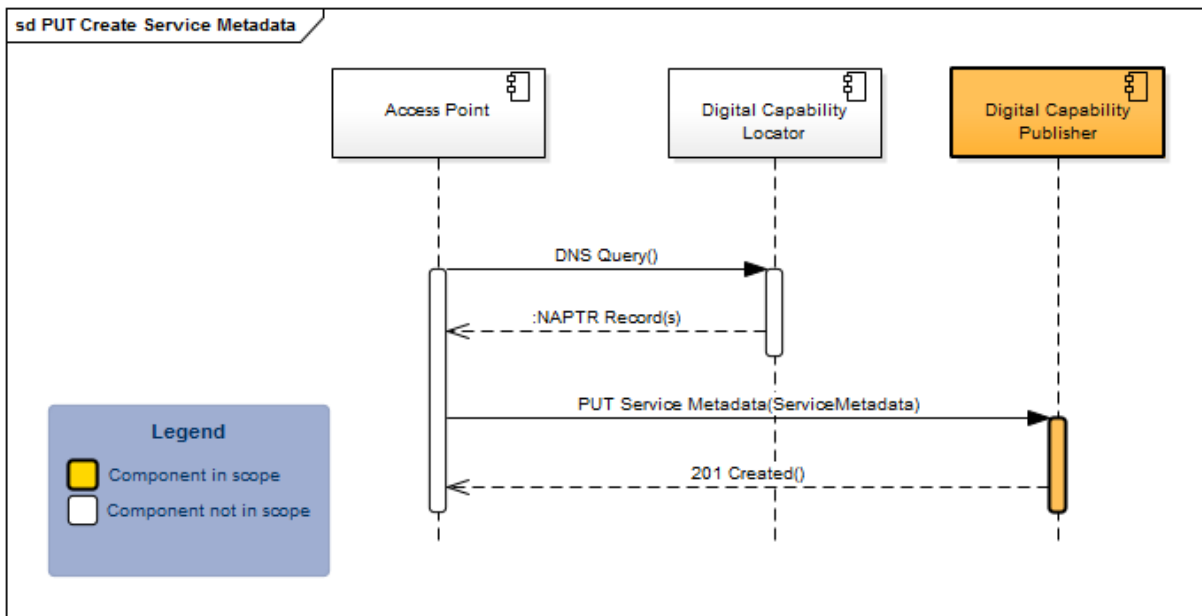 sd PUT Create Service Metadata
Access Point
Digital Capability
Locator
Digital Capability
Publisher
DNS Query()
:NAPTR Record(s)
PUT Service Metadata(ServiceMetadata)
201 Created()
Legend
Component in scope
Component not in scope